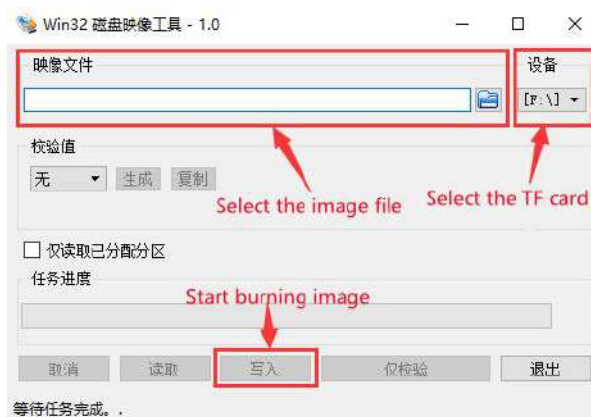 Win32 磁盘映像工具 - 1.0
映像文件
设备
[F:\]
校验值
无
生成
复制
Select the image file
Select the TF card
仅读取已分配分区
任务进度
Start burning image
取消
读取
写入
仅校验
退出
等待任务完成。.